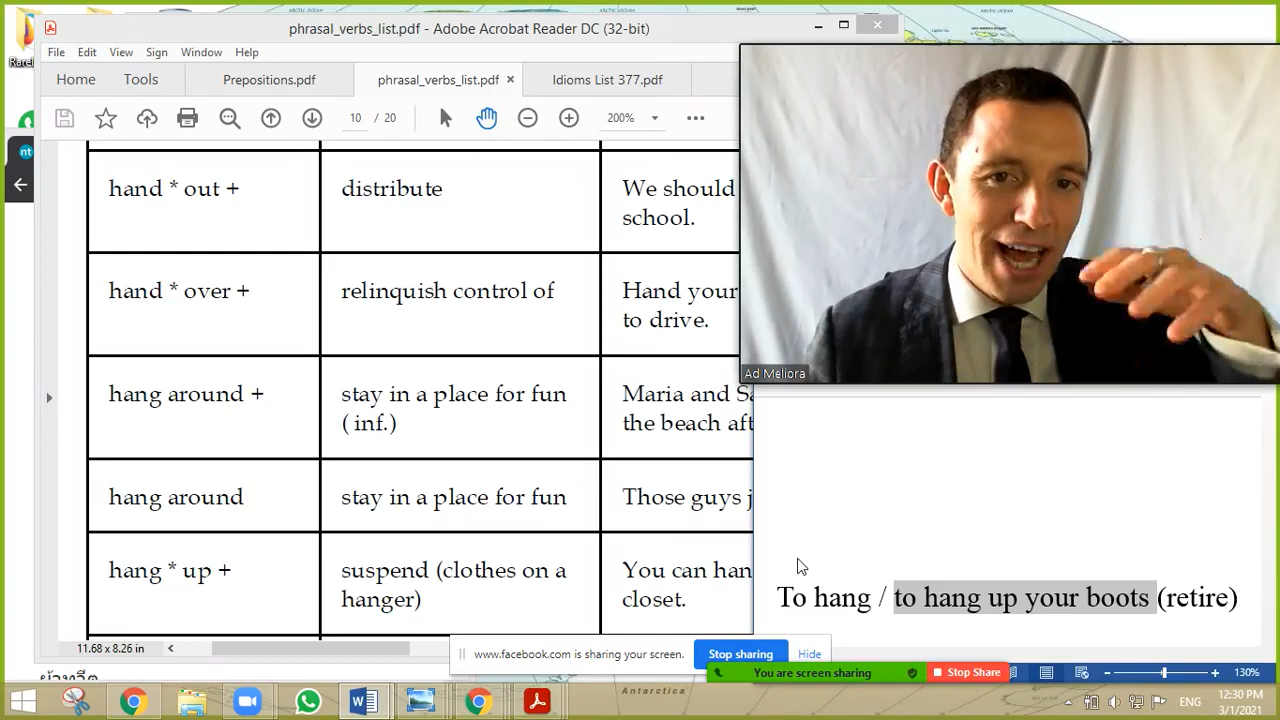 phrasal_verbs_list.pdf - Adobe Acrobat Reader DC (32-bit)
File Edit View Sign Window Help
Home Tools Prepositions.pdf phrasal_verbs_list.pdf × Idioms List 377.pdf
10 / 20 200%
hand * out + distribute We should
school.
hand * over + relinquish control of Hand your
to drive.
hang around + stay in a place for fun Maria and Sa
( inf.) the beach aft
hang around stay in a place for fun Those guys j
hang * up + suspend (clothes on a You can han
hanger) closet.
Ad Meliora
To hang / to hang up your boots (retire)
11.68 x 8.26 in
www.facebook.com is sharing your screen. Stop sharing Hide
You are screen sharing Stop Share
130%
Antarctica
ENG
12:30 PM
3/1/2021